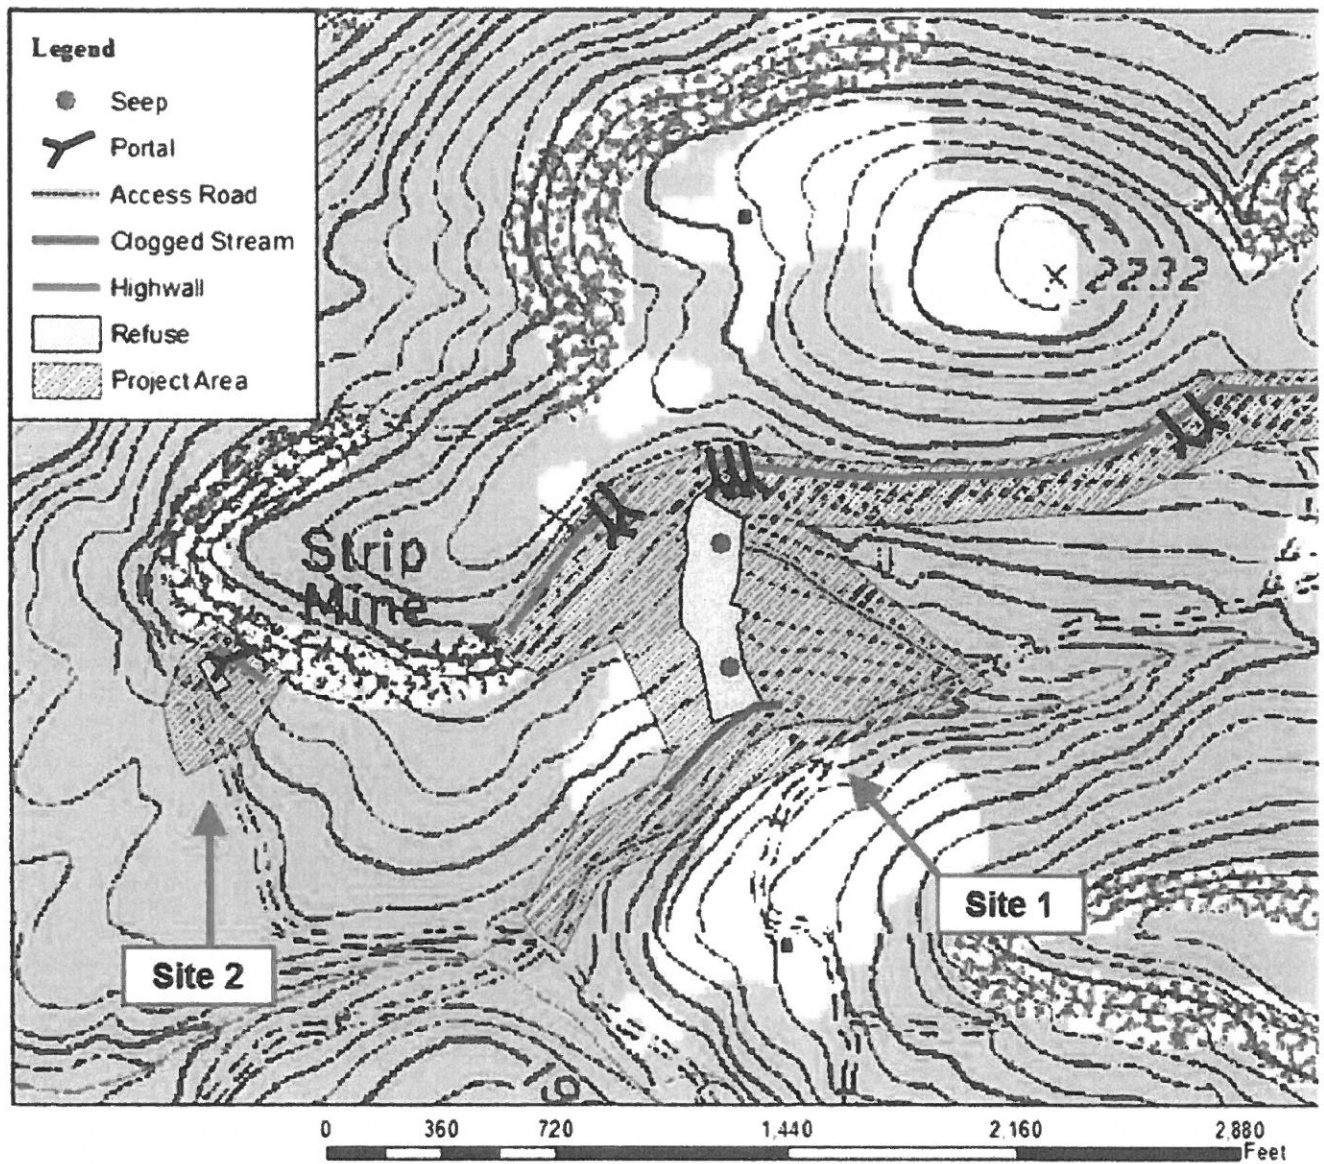 Legend
Seep
Portal
Access Road
Clogged Stream
Highwall
Refuse
Project Area
2232
Strip
Mine
Site 1
Site 2
19
0 360 720 1,440 2,160 2,880
Feet